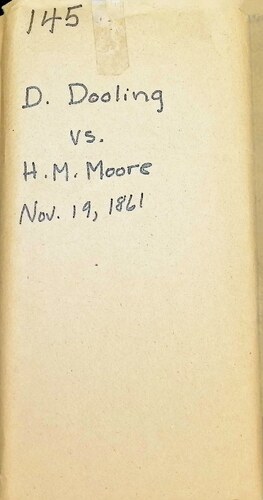 145
D. Dooling
vs.
H.M. Moore
Nov. 19, 1861